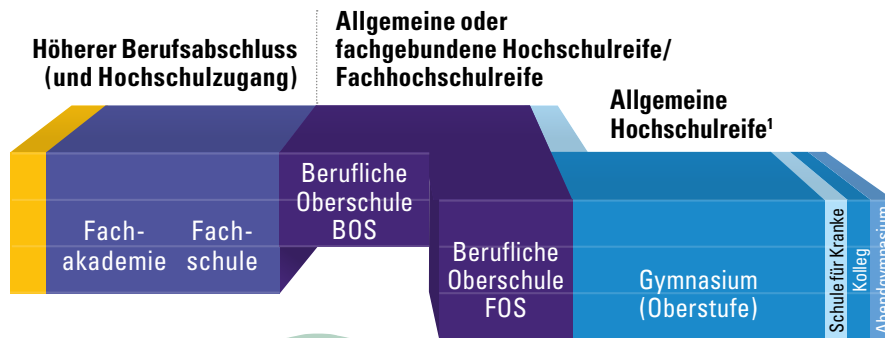 Höherer Berufsabschluss
(und Hochschulzugang)
Allgemeine oder
fachgebundene Hochschulreife/
Fachhochschulreife
Allgemeine
Hochschulreife¹
Fach-
akademie
Fach-
schule
Berufliche
Oberschule
BOS
Berufliche
Oberschule
FOS
Gymnasium
(Oberstufe)
Schule für Kranke
Kolleg
Abendgymnasium